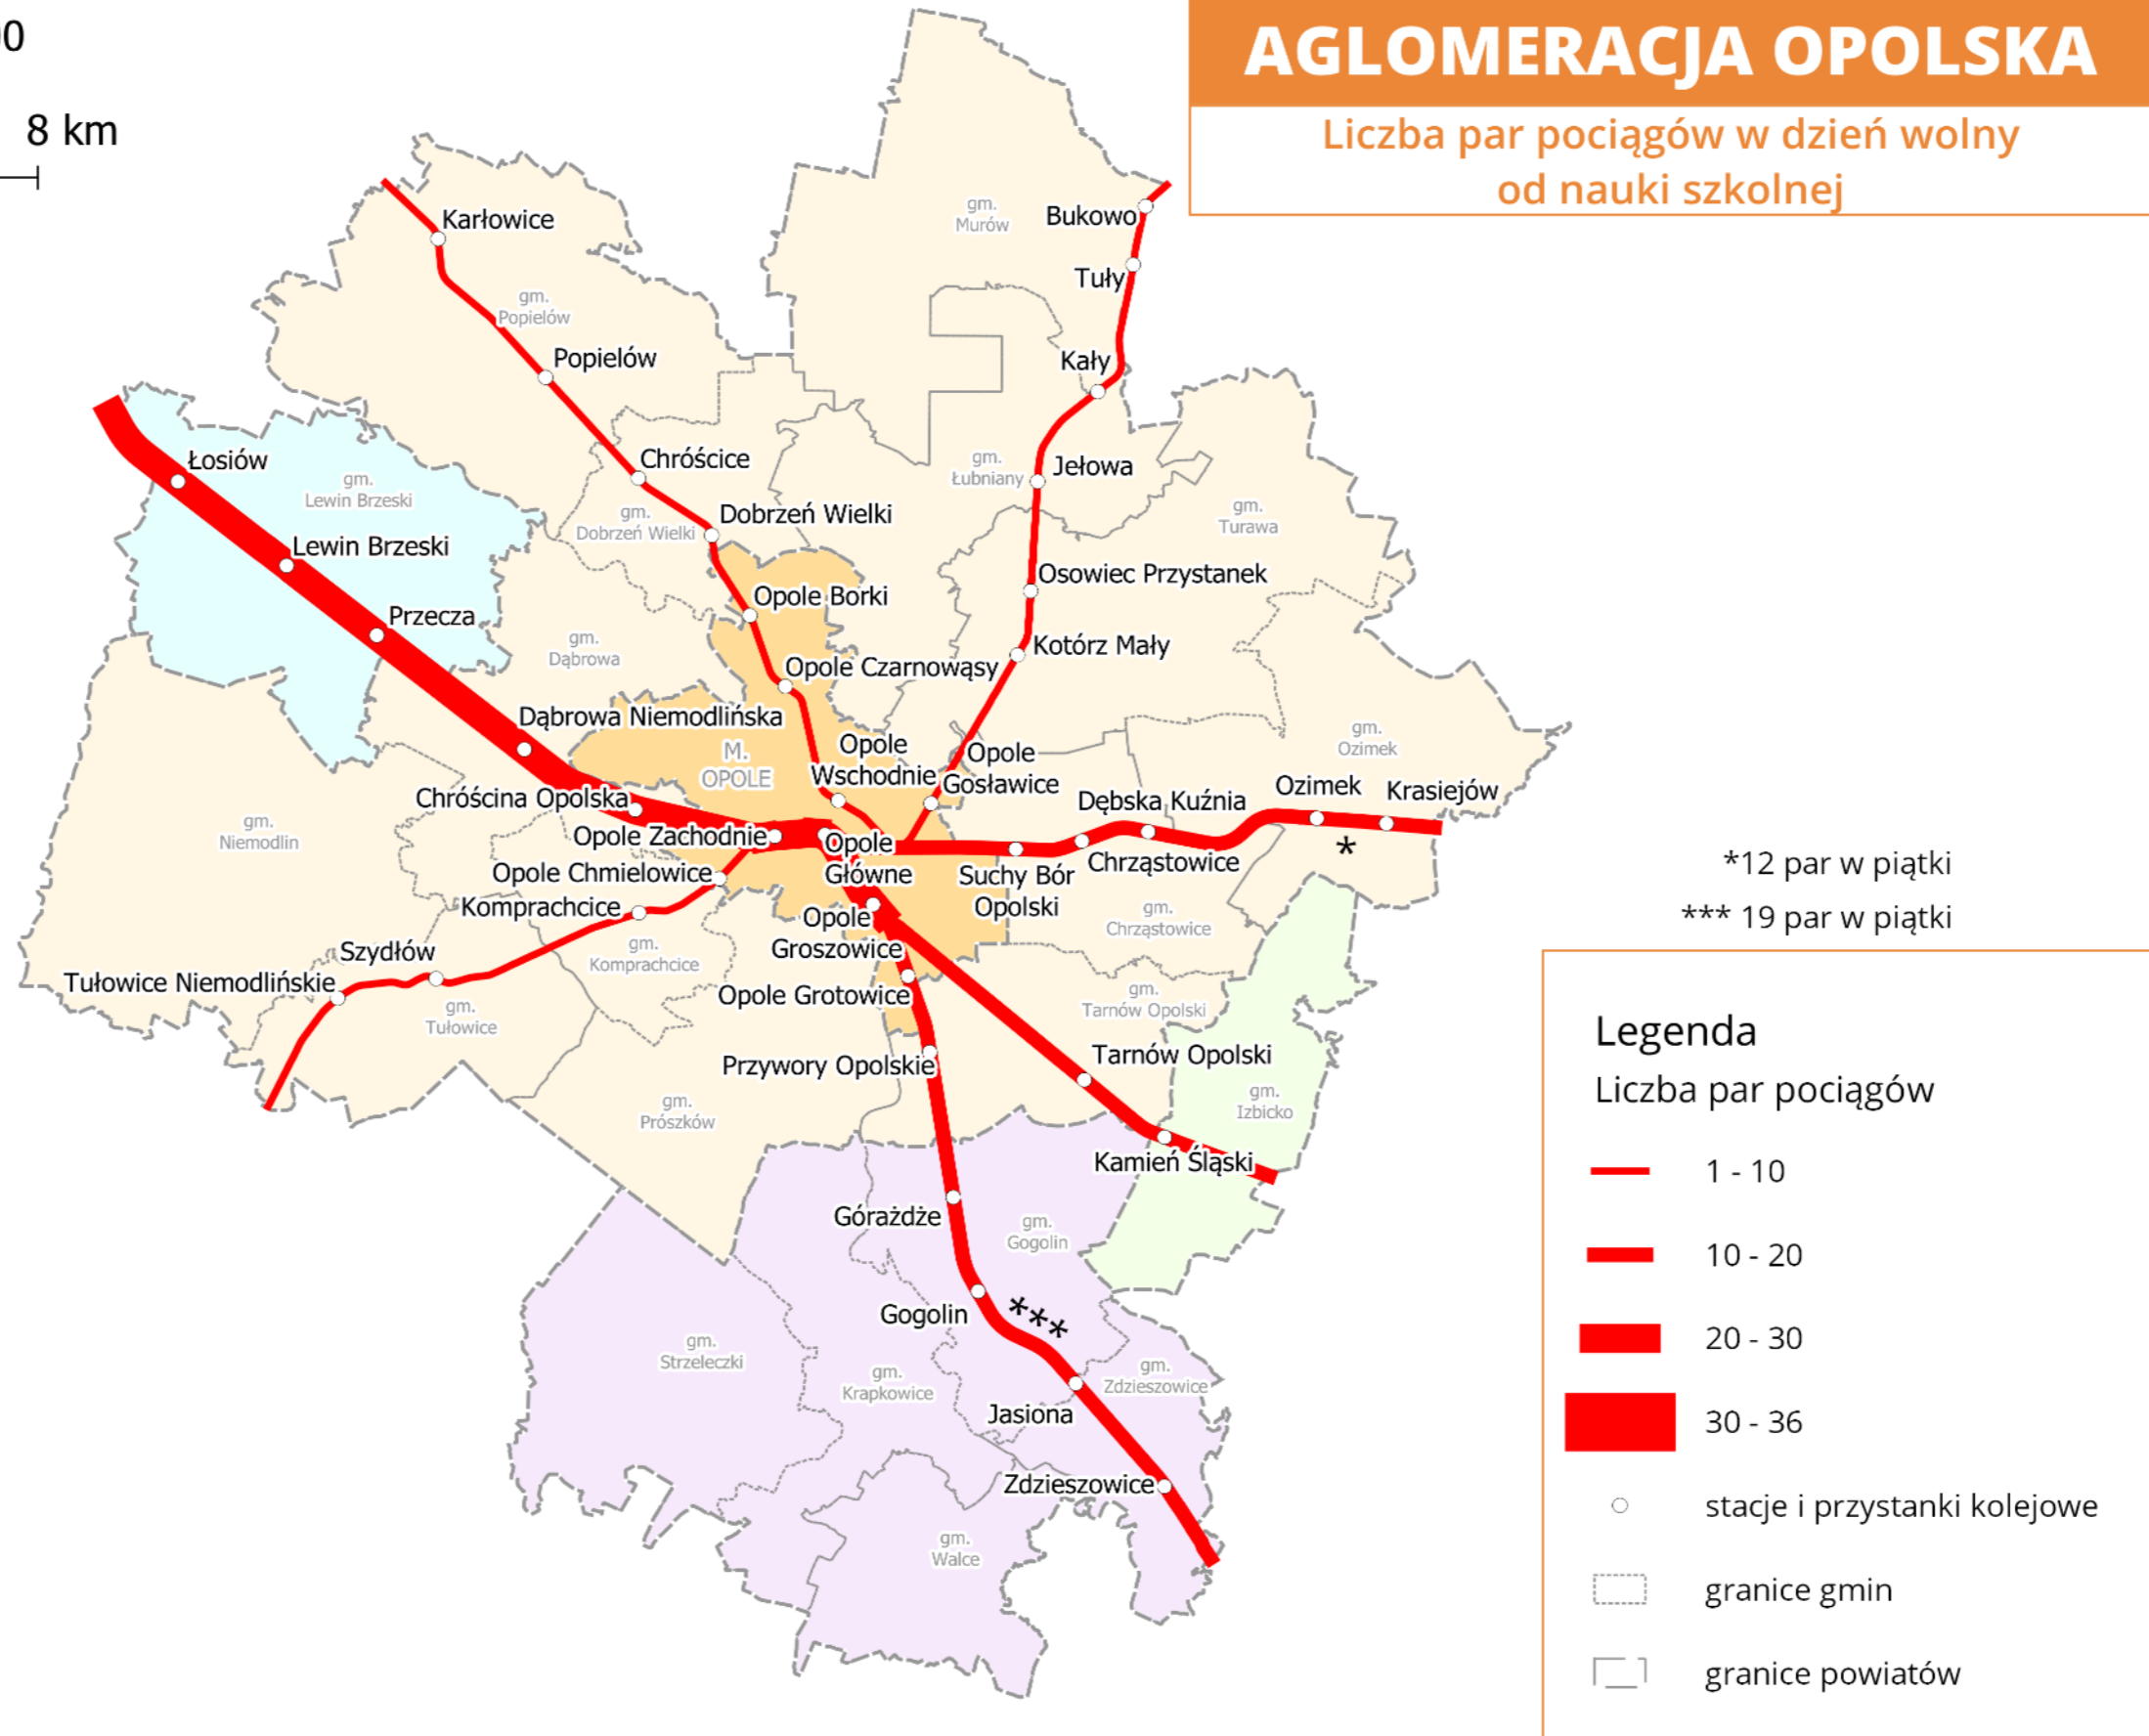 AGLOMERACJA OPOLSKA
Liczba par pociągów w dzień wolny
od nauki szkolnej
8 km
Karłowice
gm.
Popielów
Popielów
gm.
Murów
Bukowo
Tuły
Kały
Łosiów
gm.
Lewin Brzeski
Lewin Brzeski
Przecza
Chróścice
gm.
Dobrzeń Wielki
Dobrzeń Wielki
gm.
Łubniany
Jełowa
gm.
Turawa
Osowiec Przystanek
Kotórz Mały
Opole Borki
gm.
Dąbrowa
Opole Czarnowąsy
Dąbrowa Niemodlińska
M.
OPOLE
Opole
Wschodnie
Opole
Gosławice
gm.
Ozimek
Dębska Kuźnia
Ozimek
Krasiejów
*
Chróścina Opolska
gm.
Niemodlin
Opole Zachodnie
Opole
Główne
Suchy Bór
Opolski
Chrząstowice
gm.
Chrząstowice
Opole Chmielowice
Komprachcice
gm.
Komprachcice
Opole
Groszowice
Szydłów
Tułowice Niemodlińskie
gm.
Tułowice
Opole Grotowice
gm.
Tarnów Opolski
Przywory Opolskie
Tarnów Opolski
gm.
Prószków
gm.
Izbicko
Kamień Śląski
Górażdże
gm.
Gogolin
Gogolin
***
gm.
Strzeleczki
gm.
Krapkowice
gm.
Zdzieszowice
Jasiona
Zdzieszowice
gm.
Walce
*12 par w piątki
*** 19 par w piątki
Legenda
Liczba par pociągów
1 - 10
10 - 20
20 - 30
30 - 36
stacje i przystanki kolejowe
granice gmin
granice powiatów